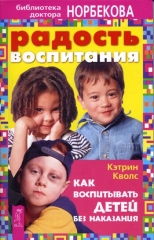 библиотека
доктора
НОРБЕКОВА
радость
воспитания
Кэтрин
Кволс
КАК
ВОСПИТЫВАТЬ
ДЕТЕЙ
БЕЗ НАКАЗАНИЯ